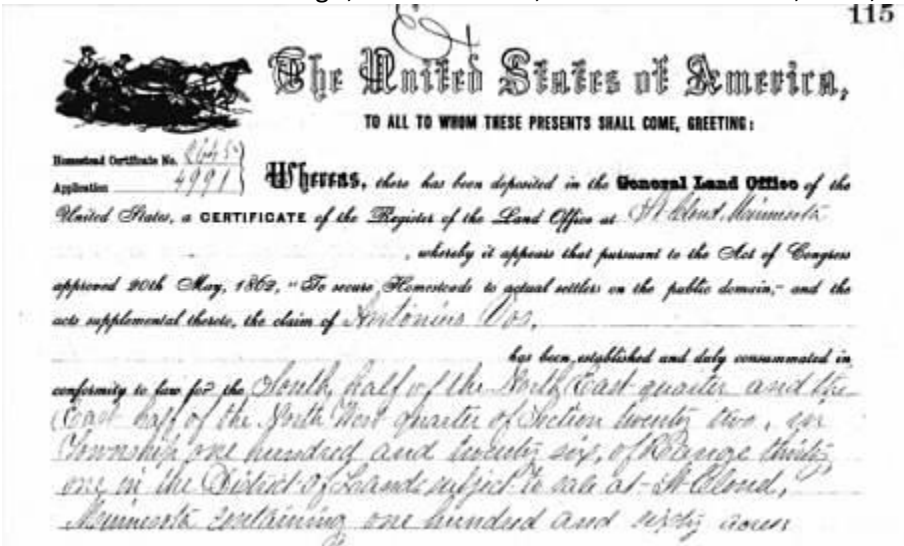 115
The United States of America,
TO ALL TO WHOM THESE PRESENTS SHALL COME, GREETING:
Homestead Certificate No. 2645
Application 4991
Whereas, there has been deposited in the General Land Office of the
United States, a CERTIFICATE of the Register of the Land Office at St Cloud, Minnesota
, whereby it appears that pursuant to the Act of Congress
approved 20th May, 1862, "To secure Homesteads to actual settlers on the public domain," and the
acts supplemental thereto, the claim of Antonius Vos.
has been established and duly consummated in
conformity to law for the South half of the North East quarter and the
East half of the North West quarter of Section twenty two, in
Township one hundred and twenty six, of Range thirty
one in the District of Lands subject to sale at St Cloud,
Minnesota containing one hundred and sixty acres